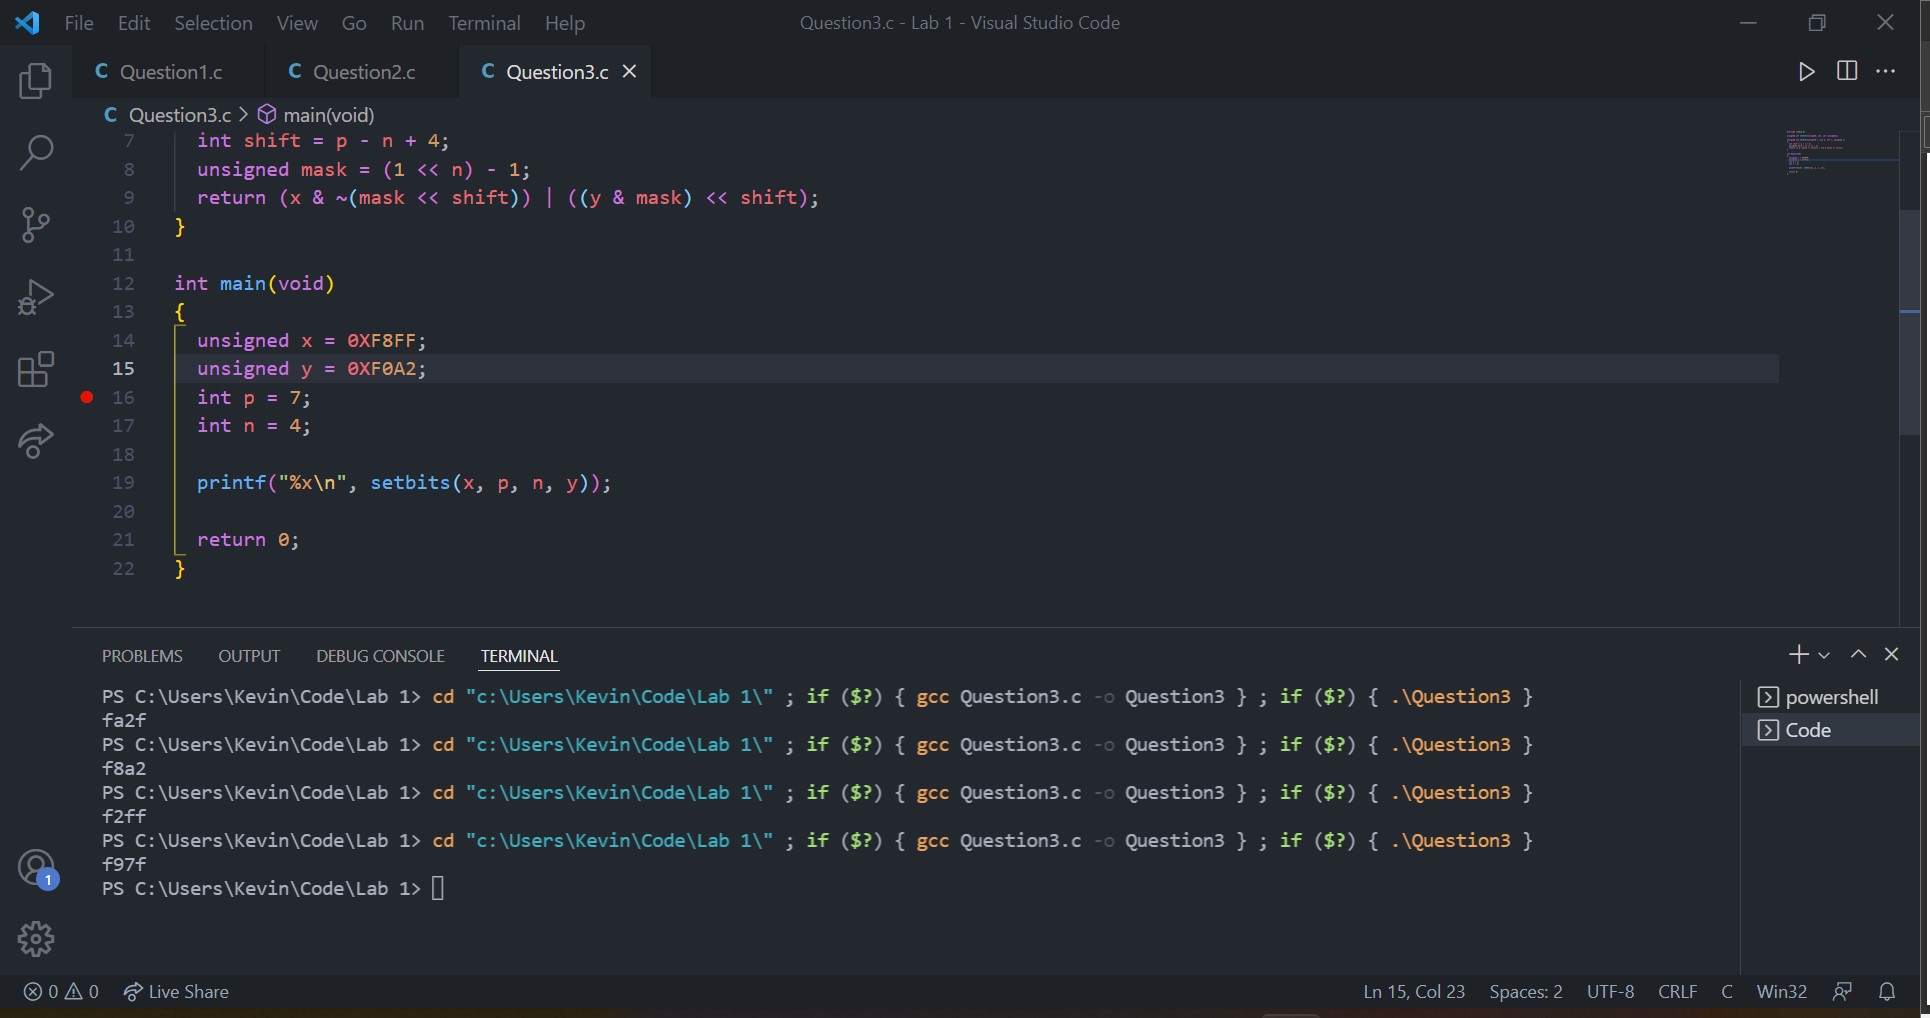 File Edit Selection View Go Run Terminal Help Question3.c - Lab 1 - Visual Studio Code
C Question1.c C Question2.c C Question3.c
C Question3.c > main(void)
7 int shift = p - n + 4;
8 unsigned mask = (1 << n) - 1;
9 return (x & ~(mask << shift)) | ((y & mask) << shift);
10 }
11
12 int main(void)
13 {
14 unsigned x = 0XF8FF;
15 unsigned y = 0XF0A2;
16 int p = 7;
17 int n = 4;
18
19 printf("%x\n", setbits(x, p, n, y));
20
21 return 0;
22 }
PROBLEMS OUTPUT DEBUG CONSOLE TERMINAL
PS C:\Users\Kevin\Code\Lab 1> cd "c:\Users\Kevin\Code\Lab 1\" ; if ($?) { gcc Question3.c -o Question3 } ; if ($?) { .\Question3 }
fa2f
PS C:\Users\Kevin\Code\Lab 1> cd "c:\Users\Kevin\Code\Lab 1\" ; if ($?) { gcc Question3.c -o Question3 } ; if ($?) { .\Question3 }
f8a2
PS C:\Users\Kevin\Code\Lab 1> cd "c:\Users\Kevin\Code\Lab 1\" ; if ($?) { gcc Question3.c -o Question3 } ; if ($?) { .\Question3 }
f2ff
PS C:\Users\Kevin\Code\Lab 1> cd "c:\Users\Kevin\Code\Lab 1\" ; if ($?) { gcc Question3.c -o Question3 } ; if ($?) { .\Question3 }
f97f
PS C:\Users\Kevin\Code\Lab 1>
powershell
Code
1
0 0 Live Share Ln 15, Col 23 Spaces: 2 UTF-8 CRLF C Win32